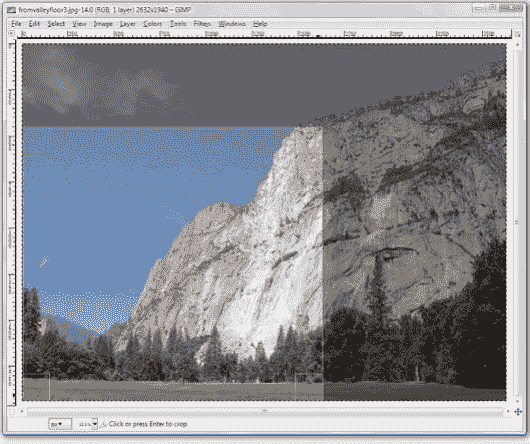 fromvalleyfloor3.jpg-14.0 (RGB, 1 layer) 2632x1940 – GIMP
File Edit Select View Image Layer Colors Tools Filters Windows Help
Click or press Enter to crop